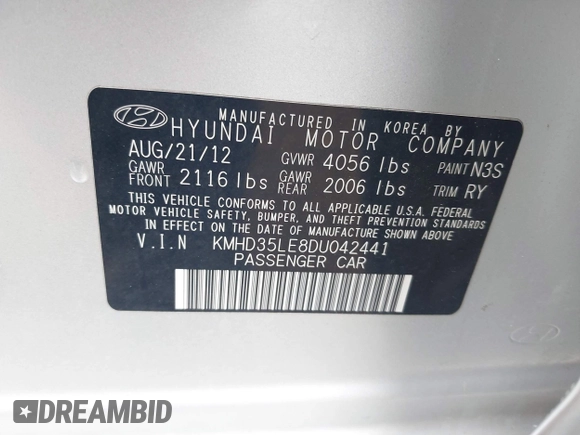 MANUFACTURED IN KOREA BY
HYUNDAI MOTOR COMPANY
AUG/21/12 GVWR 4056 lbs PAINT N3S
GAWR FRONT 2116 lbs GAWR REAR 2006 lbs TRIM RY
THIS VEHICLE CONFORMS TO ALL APPLICABLE U.S.A. FEDERAL
MOTOR VEHICLE SAFETY, BUMPER, AND THEFT PREVENTION STANDARDS
IN EFFECT ON THE DATE OF MANUFACTURE SHOWN ABOVE
V.I.N KMHD35LE8DU042441
PASSENGER CAR
DREAMBID